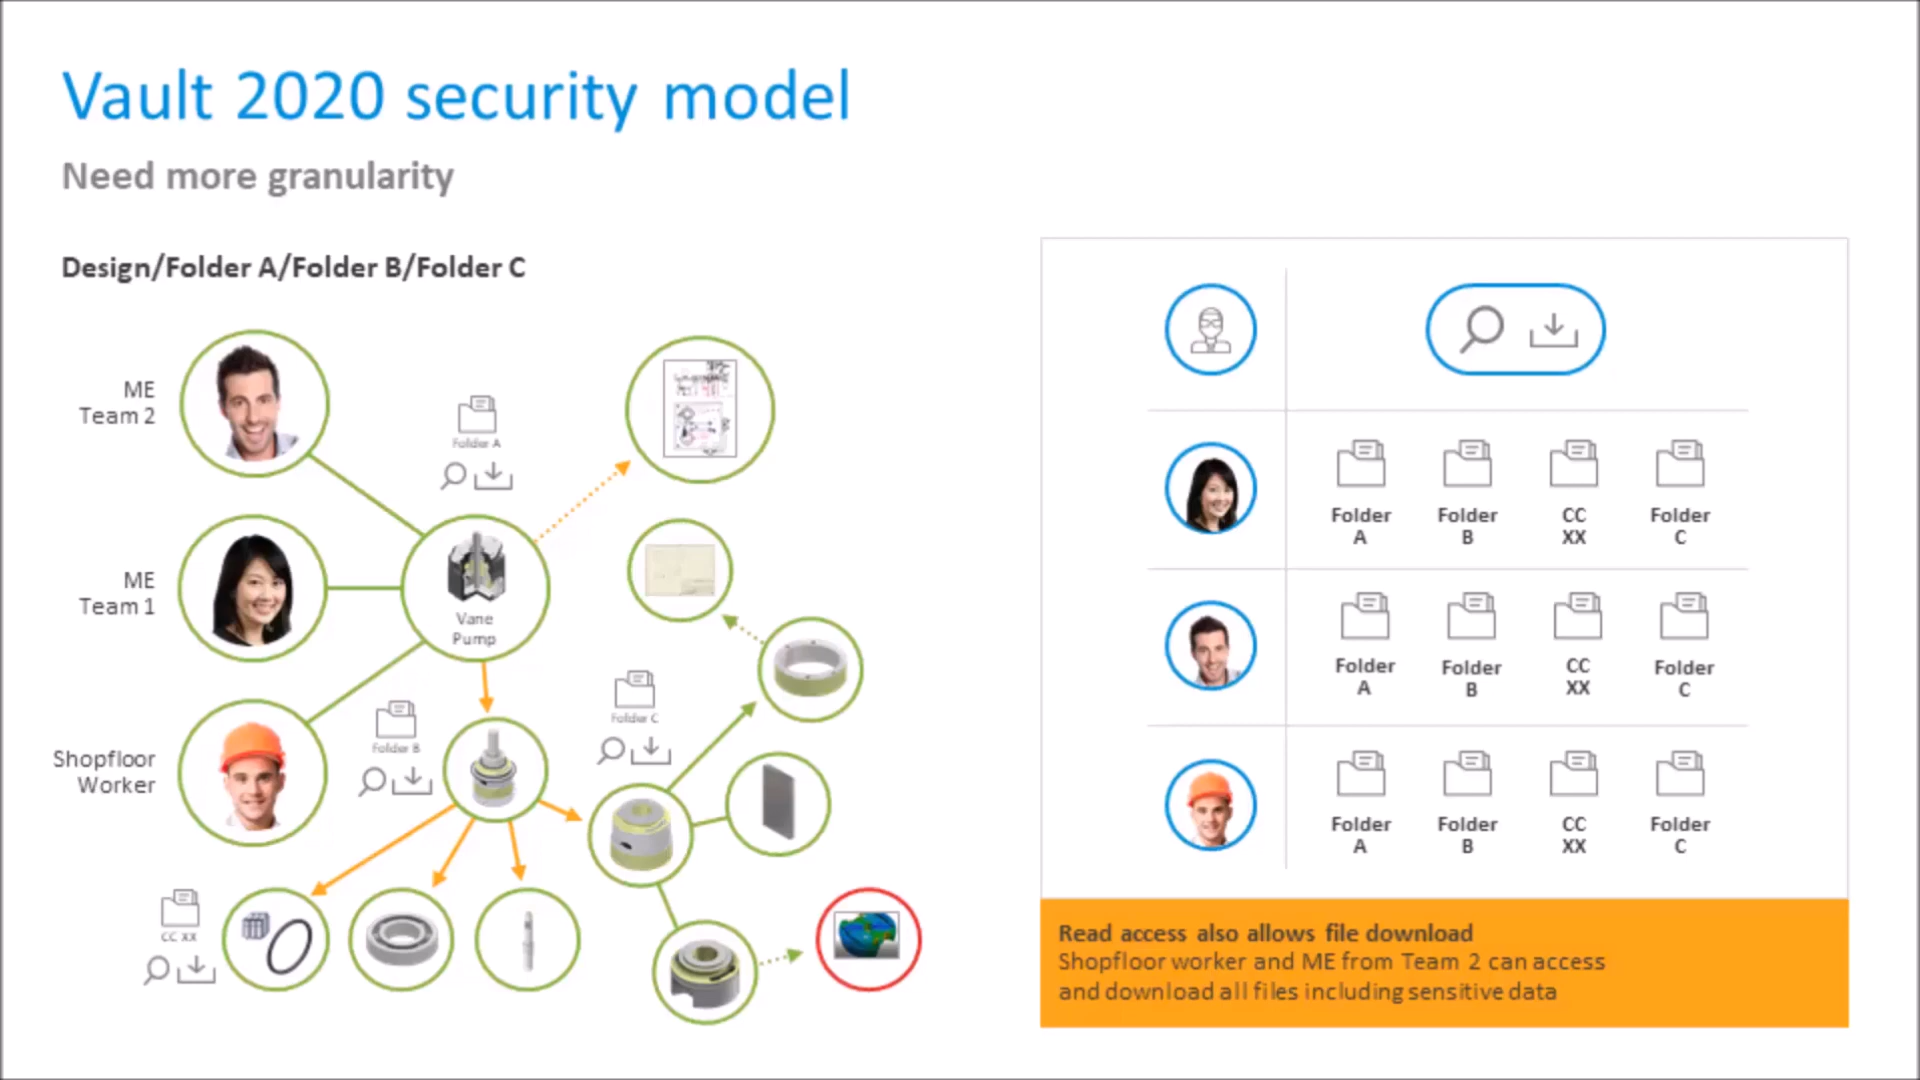 Vault 2020 security model
Need more granularity
Design/Folder A/Folder B/Folder C
ME
Team 2
Folder A
ME
Team 1
Vane
Pump
Shopfloor
Worker
Folder B
Folder C
CC XX
Folder
A
Folder
B
CC
XX
Folder
C
Folder
A
Folder
B
CC
XX
Folder
C
Folder
A
Folder
B
CC
XX
Folder
C
Read access also allows file download
Shopfloor worker and ME from Team 2 can access
and download all files including sensitive data